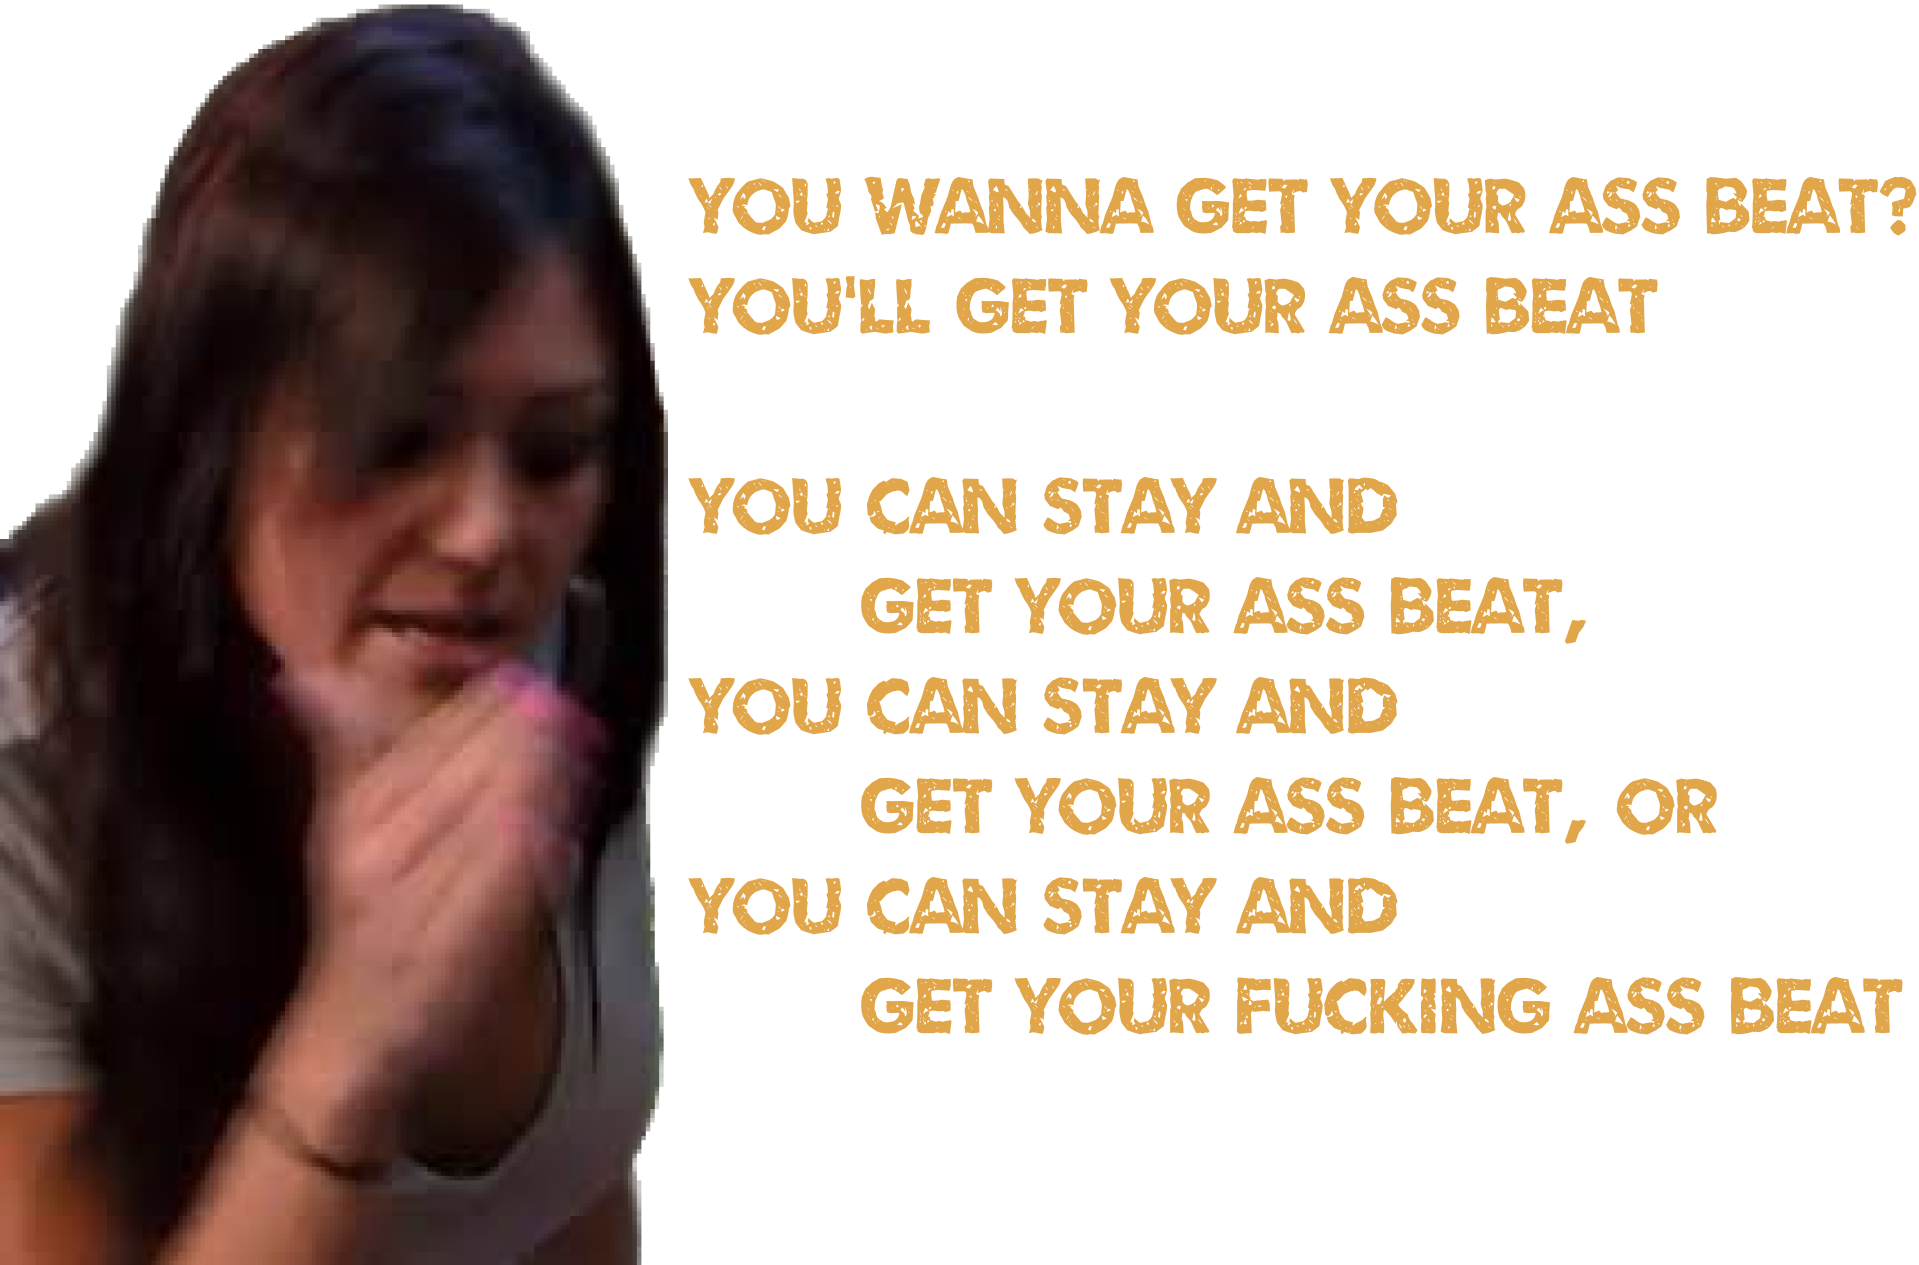 YOU WANNA GET YOUR ASS BEAT?
YOU'LL GET YOUR ASS BEAT
YOU CAN STAY AND
GET YOUR ASS BEAT,
YOU CAN STAY AND
GET YOUR ASS BEAT, OR
YOU CAN STAY AND
GET YOUR FUCKING ASS BEAT